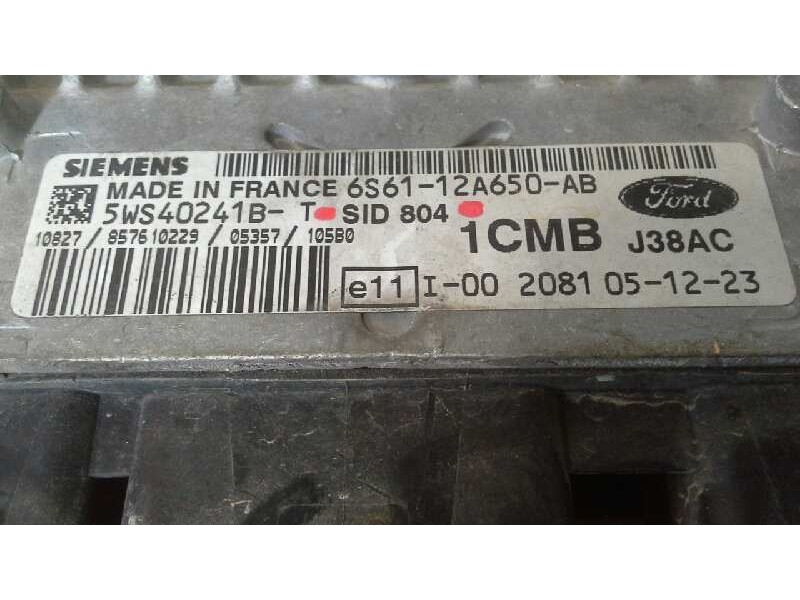 SIEMENS
MADE IN FRANCE 6S61-12A650-AB
5WS40241B- T SID 804
Ford
10827/857610229/05357/105B0
1CMB J38AC
e11 I-00 2081 05-12-23